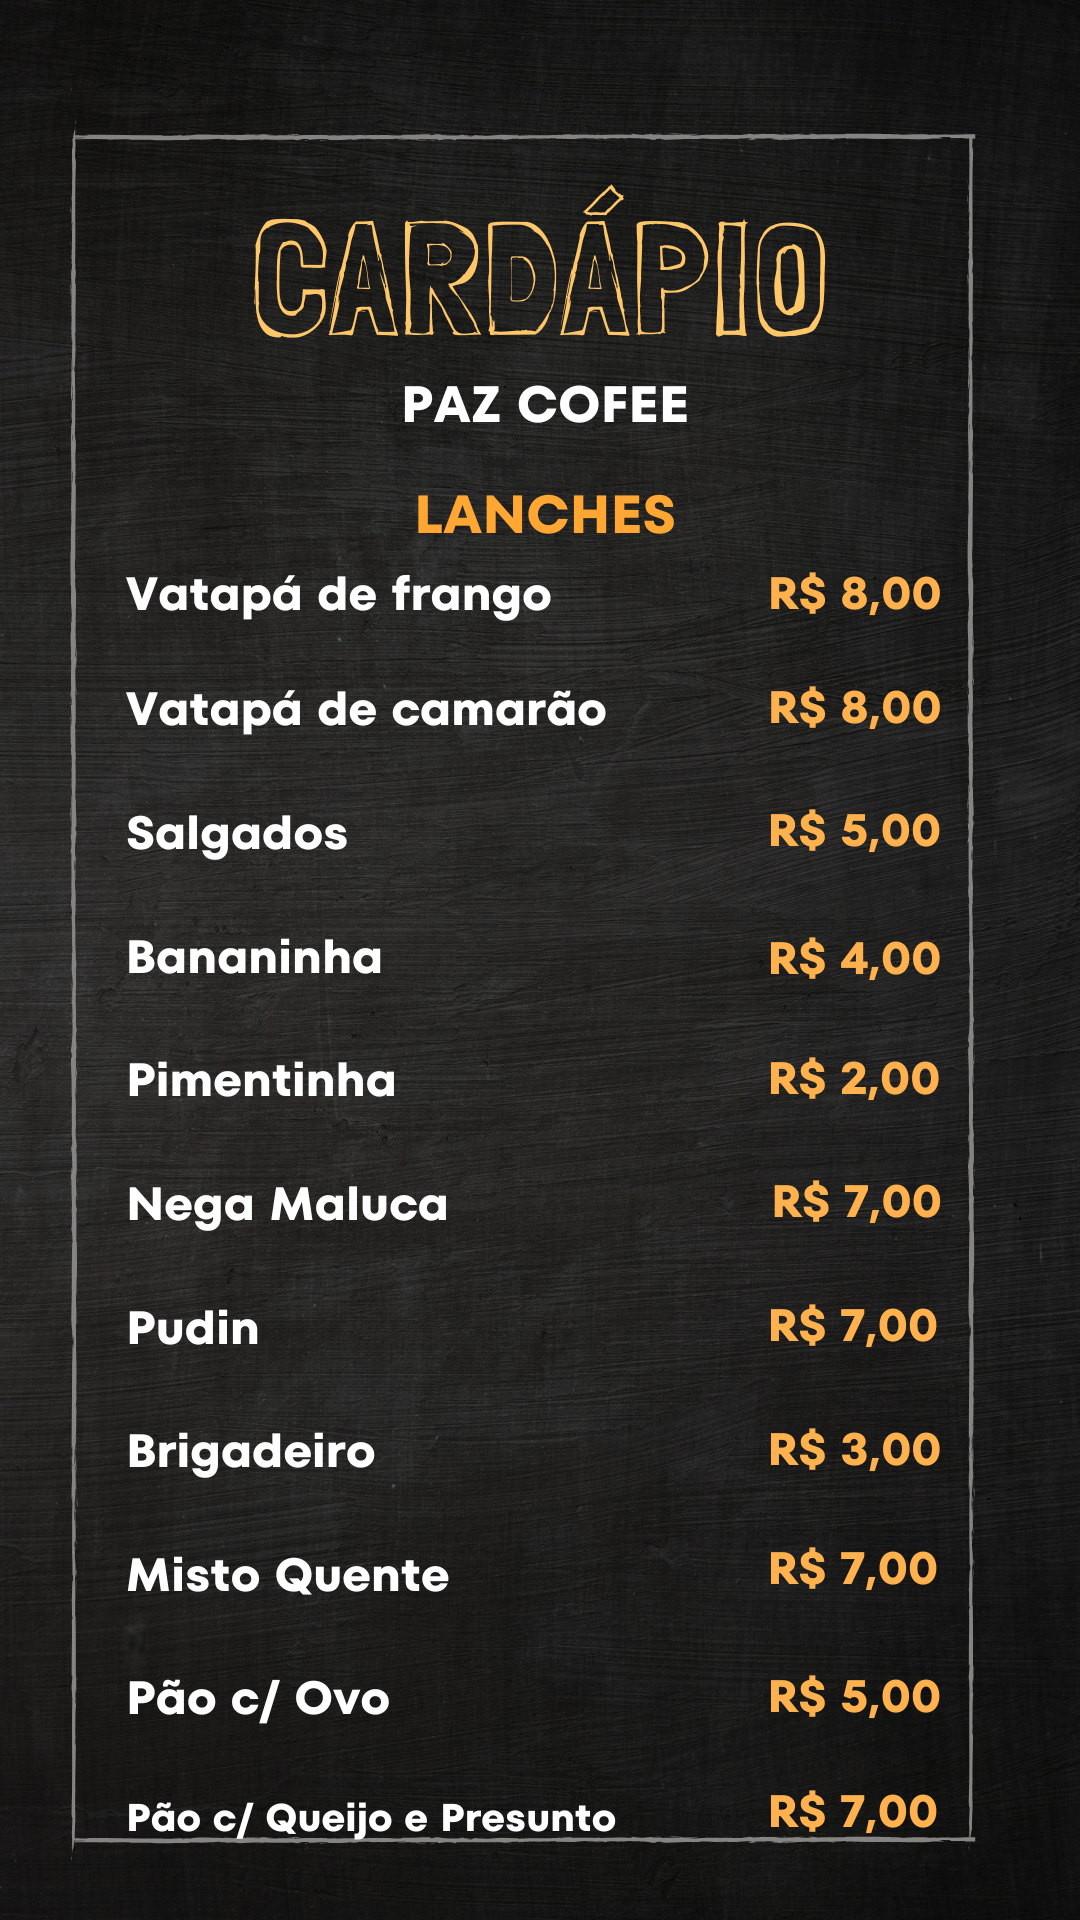 CARDÁPIO
PAZ COFEE
LANCHES
Vatapá de frango R$ 8,00
Vatapá de camarão R$ 8,00
Salgados R$ 5,00
Bananinha R$ 4,00
Pimentinha R$ 2,00
Nega Maluca R$ 7,00
Pudin R$ 7,00
Brigadeiro R$ 3,00
Misto Quente R$ 7,00
Pão c/ Ovo R$ 5,00
Pão c/ Queijo e Presunto R$ 7,00